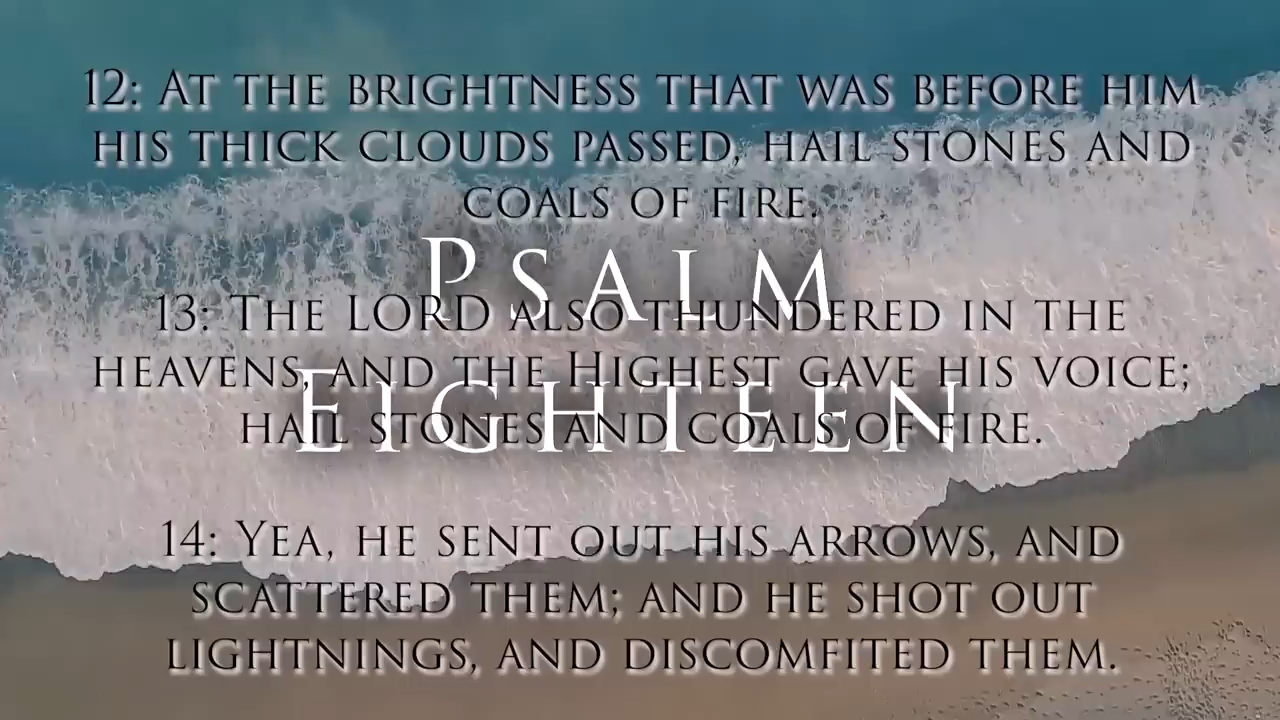 12: At the brightness that was before him
his thick clouds passed, hail stones and
coals of fire.
Psalm
13: The LORD also thundered in the
heavens, and the Highest gave his voice;
Eighteen
hail stones and coals of fire.
14: Yea, he sent out his arrows, and
scattered them; and he shot out
lightnings, and discomfited them.